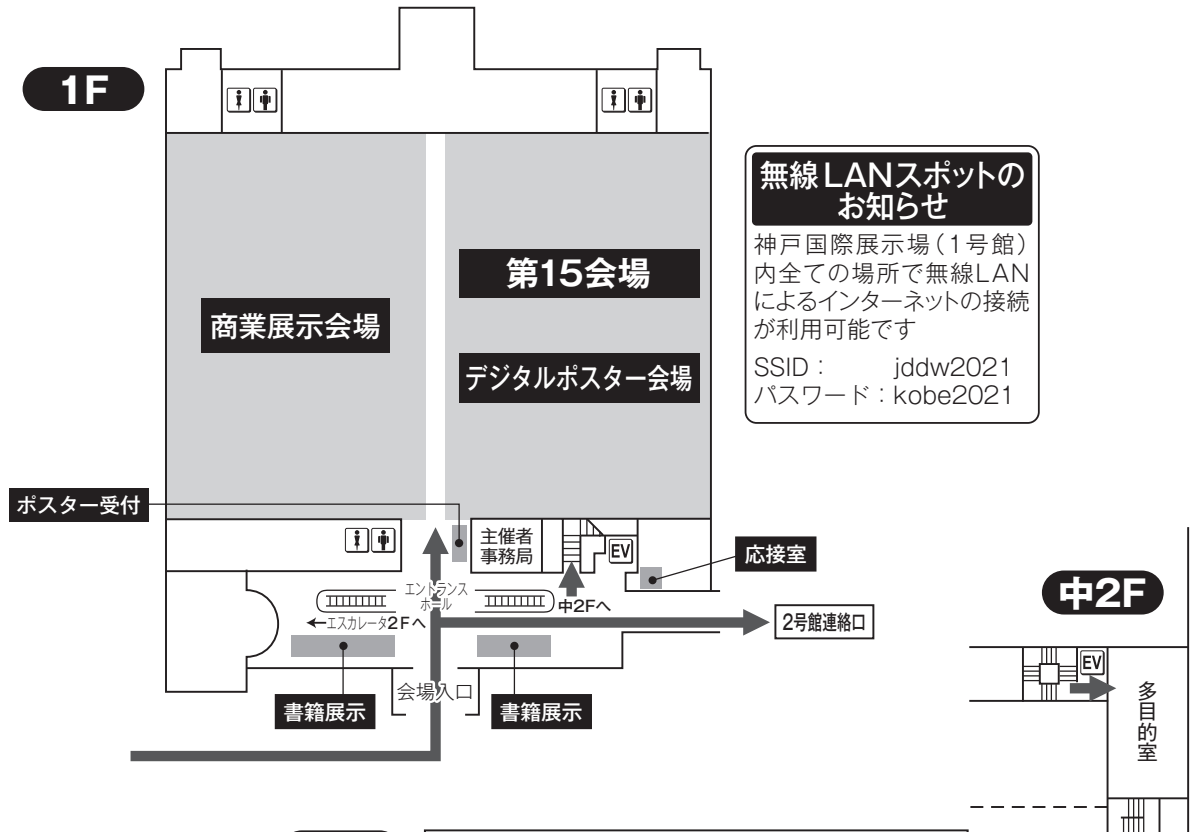 1F
無線LANスポットの
お知らせ
神戸国際展示場(1号館)
内全ての場所で無線LAN
によるインターネットの接続
が利用可能です
SSID: jddw2021
パスワード:kobe2021
第15会場
商業展示会場
デジタルポスター会場
ポスター受付
主催者
事務局
EV
応接室
エントランス
ホール
中2Fへ
←エスカレータ2Fへ
2号館連絡口
会場入口
書籍展示
書籍展示
中2F
EV
多目的室